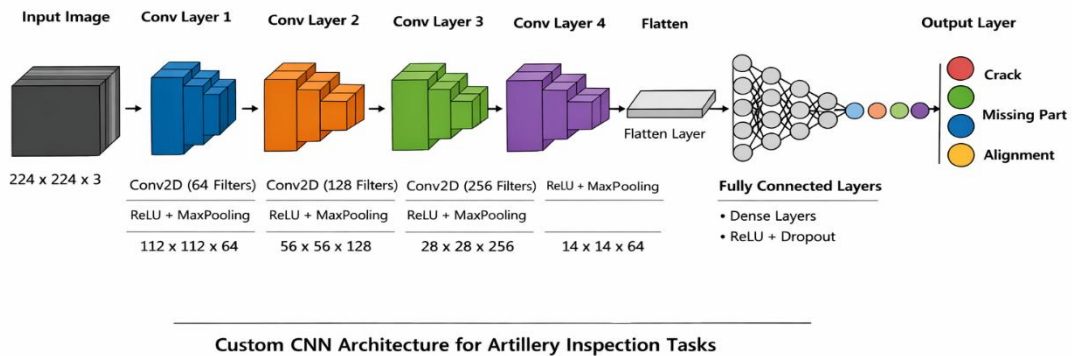 Input Image
Conv Layer 1
Conv Layer 2
Conv Layer 3
Conv Layer 4
Flatten
Output Layer
Crack
Missing Part
Alignment
Flatten Layer
224 x 224 x 3
Conv2D (64 Filters)
ReLU + MaxPooling
112 x 112 x 64
Conv2D (128 Filters)
ReLU + MaxPooling
56 x 56 x 128
Conv2D (256 Filters)
ReLU + MaxPooling
28 x 28 x 256
ReLU + MaxPooling
14 x 14 x 64
Fully Connected Layers
• Dense Layers
• ReLU + Dropout
Custom CNN Architecture for Artillery Inspection Tasks